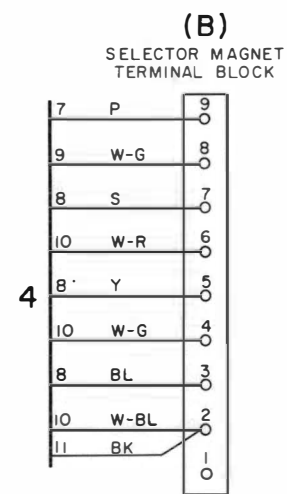 (B)
SELECTOR MAGNET
TERMINAL BLOCK
7 P 9
9 W-G 8
8 S 7
10 W-R 6
4
8 Y 5
10 W-G 4
8 BL 3
10 W-BL 2
11 BK
1